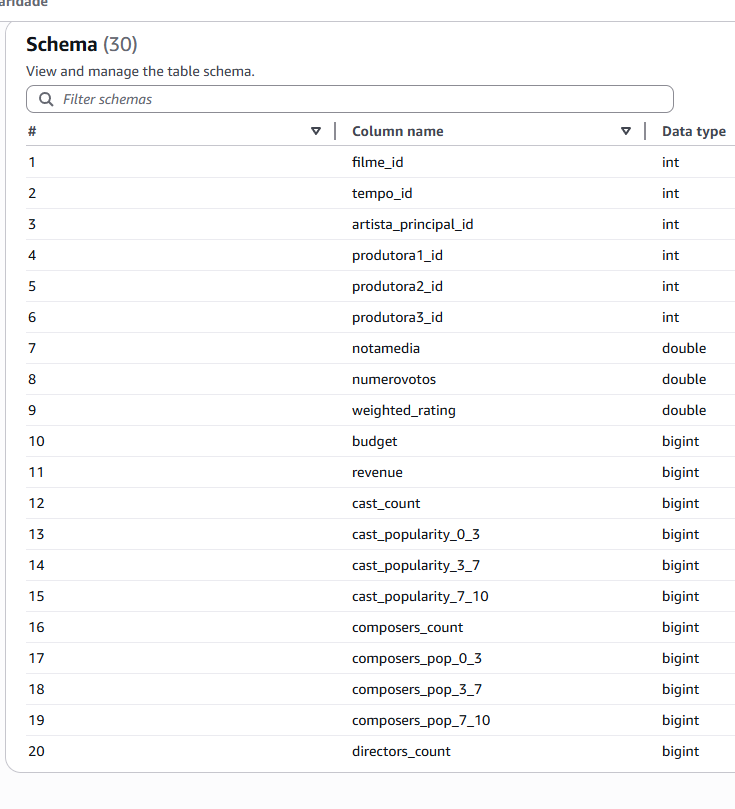 aridade
Schema (30)
View and manage the table schema.
Filter schemas
# Column name Data type
1 filme_id int
2 tempo_id int
3 artista_principal_id int
4 produtora1_id int
5 produtora2_id int
6 produtora3_id int
7 notamedia double
8 numerovotos double
9 weighted_rating double
10 budget bigint
11 revenue bigint
12 cast_count bigint
13 cast_popularity_0_3 bigint
14 cast_popularity_3_7 bigint
15 cast_popularity_7_10 bigint
16 composers_count bigint
17 composers_pop_0_3 bigint
18 composers_pop_3_7 bigint
19 composers_pop_7_10 bigint
20 directors_count bigint